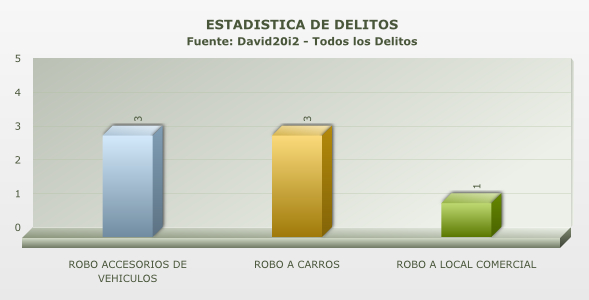 ESTADISTICA DE DELITOS
Fuente: David20i2 - Todos los Delitos
5
4
3
2
1
0
3
3
1
ROBO ACCESORIOS DE
VEHICULOS
ROBO A CARROS
ROBO A LOCAL COMERCIAL